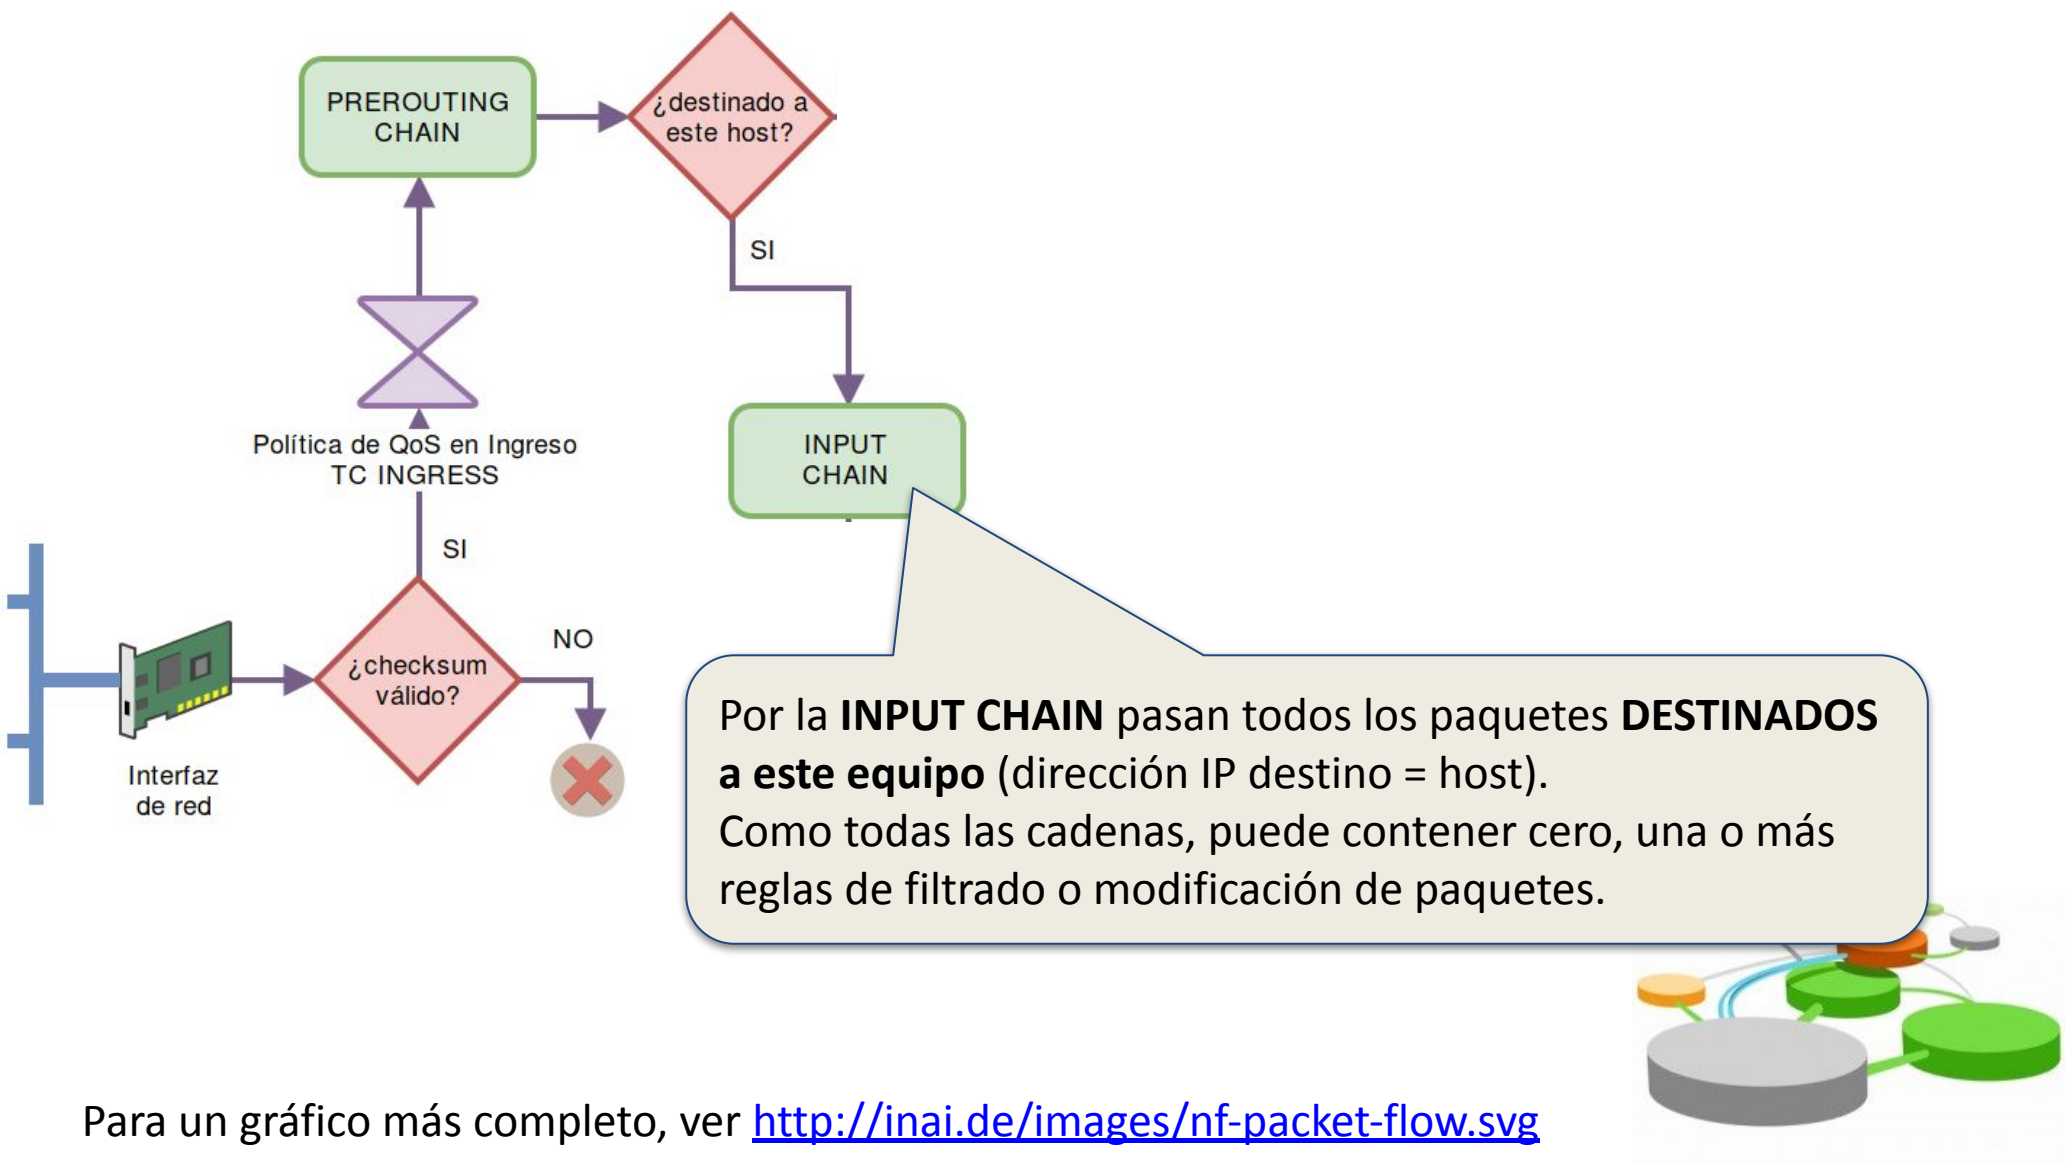 PREROUTING
CHAIN
¿destinado a
este host?
SI
INPUT
CHAIN
Política de QoS en Ingreso
TC INGRESS
SI
¿checksum
válido?
NO
Interfaz
de red
Por la INPUT CHAIN pasan todos los paquetes DESTINADOS
a este equipo (dirección IP destino = host).
Como todas las cadenas, puede contener cero, una o más
reglas de filtrado o modificación de paquetes.
Para un gráfico más completo, ver http://inai.de/images/nf-packet-flow.svg